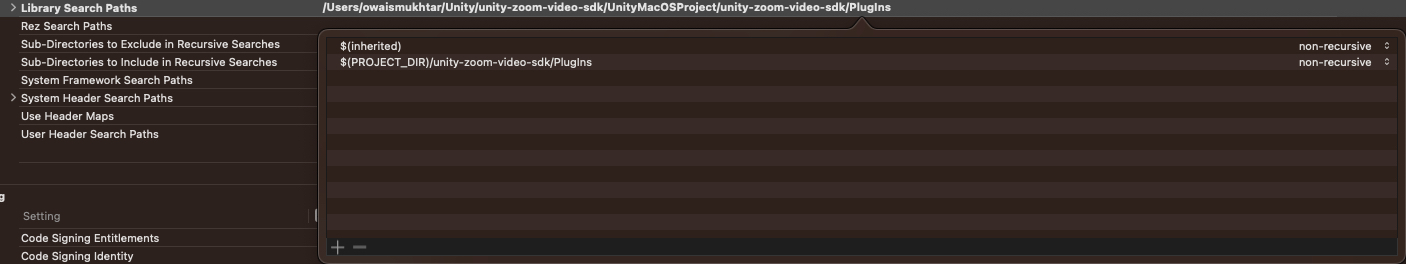 Library Search Paths /Users/owaismukhtar/Unity/unity-zoom-video-sdk/UnityMacOSProject/unity-zoom-video-sdk/PlugIns
Rez Search Paths
Sub-Directories to Exclude in Recursive Searches
Sub-Directories to Include in Recursive Searches
System Framework Search Paths
System Header Search Paths
Use Header Maps
User Header Search Paths
$(inherited) non-recursive
$(PROJECT_DIR)/unity-zoom-video-sdk/PlugIns non-recursive
g
Setting
Code Signing Entitlements
Code Signing Identity